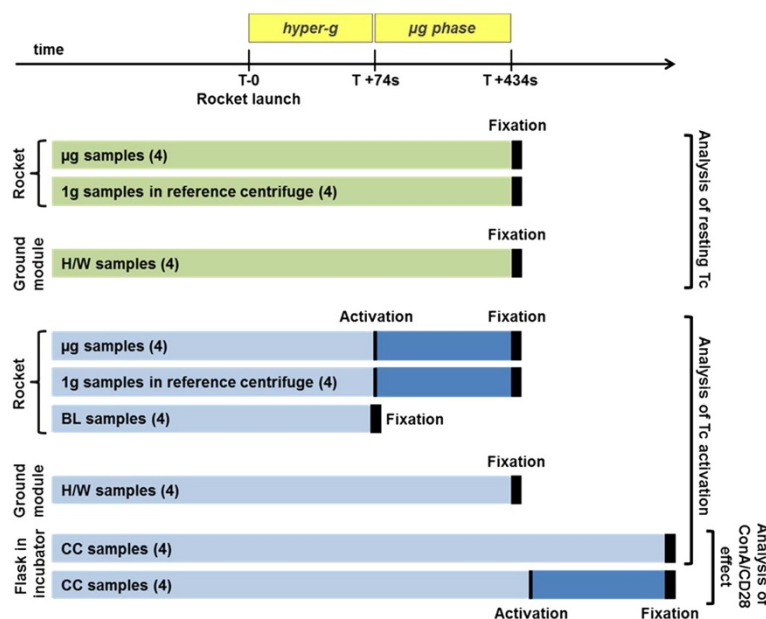 hyper-g
µg phase
time
T-0
T +74s
T +434s
Rocket launch
Fixation
Rocket
µg samples (4)
1g samples in reference centrifuge (4)
Analysis of resting Tc
Fixation
Ground
module
H/W samples (4)
Activation
Fixation
Rocket
µg samples (4)
1g samples in reference centrifuge (4)
BL samples (4)
Fixation
Analysis of Tc activation
Fixation
Ground
module
H/W samples (4)
Flask in
incubator
CC samples (4)
CC samples (4)
Analysis of
ConA/CD28
effect
Activation
Fixation